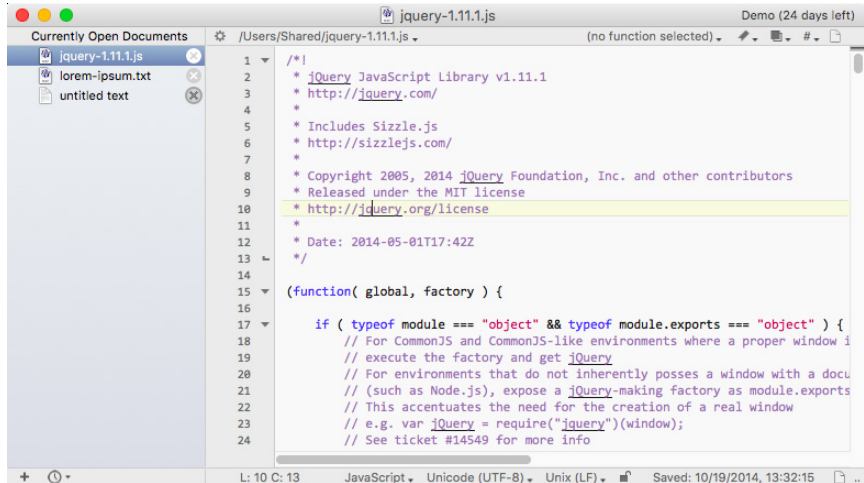 jquery-1.11.1.js
Demo (24 days left)
Currently Open Documents
/Users/Shared/jquery-1.11.1.js
(no function selected)
#
jquery-1.11.1.js
lorem-ipsum.txt
untitled text
1 /*!
2 * jQuery JavaScript Library v1.11.1
3 * http://jquery.com/
4 *
5 * Includes Sizzle.js
6 * http://sizzlejs.com/
7 *
8 * Copyright 2005, 2014 jQuery Foundation, Inc. and other contributors
9 * Released under the MIT license
10 * http://jquery.org/license
11 *
12 * Date: 2014-05-01T17:42Z
13 */
14
15 (function( global, factory ) {
16
17 if ( typeof module === "object" && typeof module.exports === "object" ) {
18 // For CommonJS and CommonJS-like environments where a proper window i
19 // execute the factory and get jQuery
20 // For environments that do not inherently posses a window with a docu
21 // (such as Node.js), expose a jQuery-making factory as module.exports
22 // This accentuates the need for the creation of a real window
23 // e.g. var jQuery = require("jquery")(window);
24 // See ticket #14549 for more info
L: 10 C: 13
JavaScript
Unicode (UTF-8)
Unix (LF)
Saved: 10/19/2014, 13:32:15